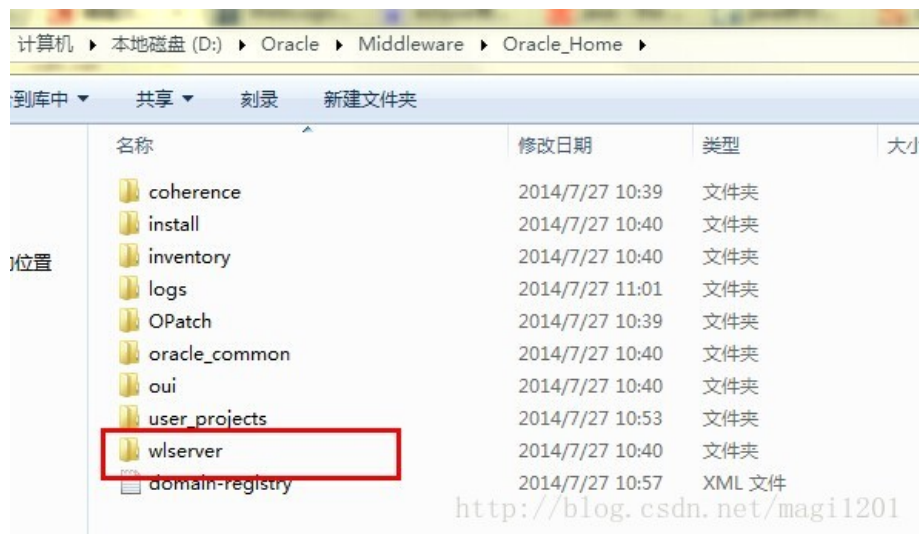 计算机 ▸ 本地磁盘 (D:) ▸ Oracle ▸ Middleware ▸ Oracle_Home ▸
到库中 共享 刻录 新建文件夹
名称 修改日期 类型 大小
coherence 2014/7/27 10:39 文件夹
install 2014/7/27 10:40 文件夹
inventory 2014/7/27 10:40 文件夹
的位置
logs 2014/7/27 11:01 文件夹
OPatch 2014/7/27 10:39 文件夹
oracle_common 2014/7/27 10:40 文件夹
oui 2014/7/27 10:40 文件夹
user_projects 2014/7/27 10:53 文件夹
wlserver 2014/7/27 10:40 文件夹
domain-registry 2014/7/27 10:57 XML 文件
http://blog.csdn.net/magi1201